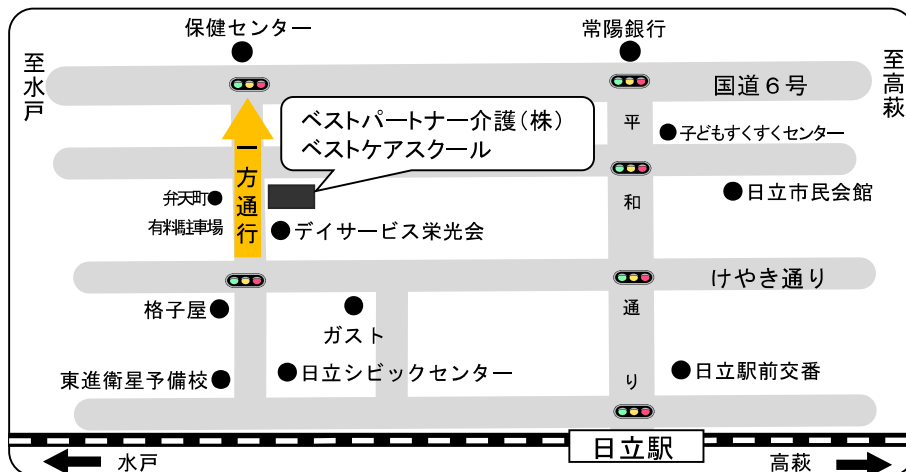 保健センター
常陽銀行
至水戸
至高萩
国道６号
ベストパートナー介護（株）
ベストケアスクール
平和通り
子どもすくすくセンター
一方通行
弁天町
有料駐車場
日立市民会館
デイサービス栄光会
けやき通り
格子屋
ガスト
東進衛星予備校
日立シビックセンター
日立駅前交番
日立駅
水戸
高萩